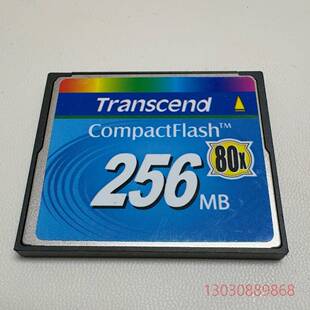 Transcend
CompactFlash™
80x
256 MB
13030889868